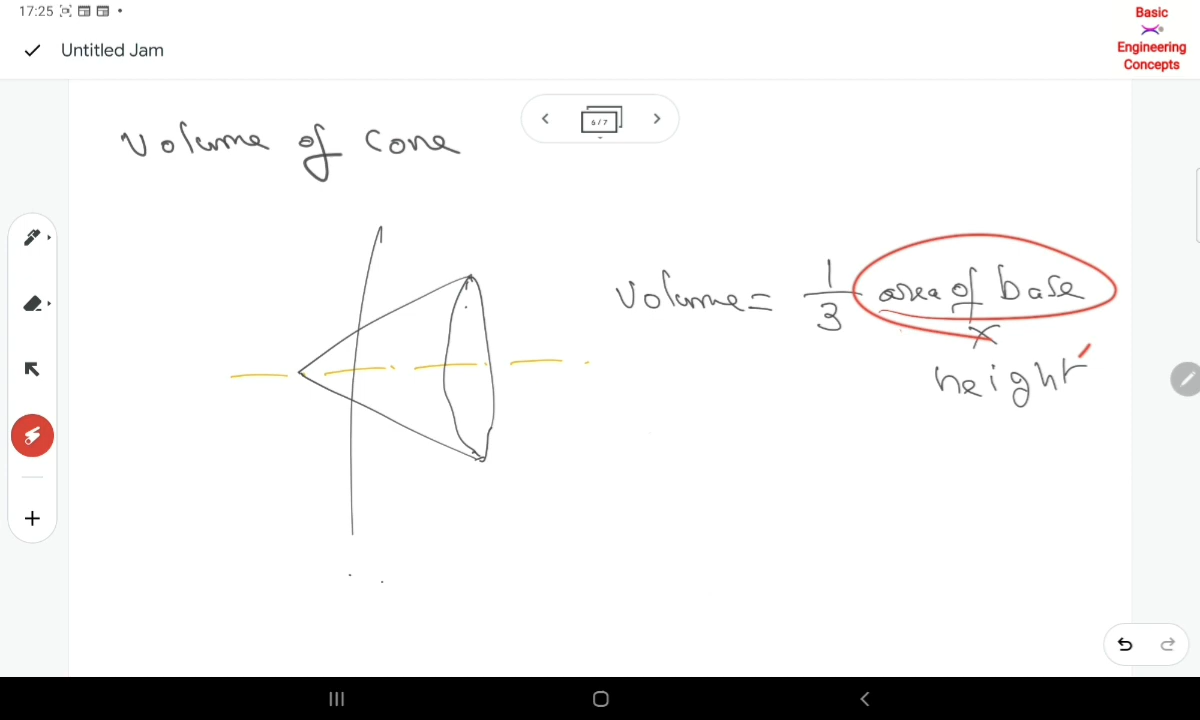 17:25
Untitled Jam
Basic
Engineering
Concepts
6/7
Volume of Cone
Volume = 1/3 area of base
×
height